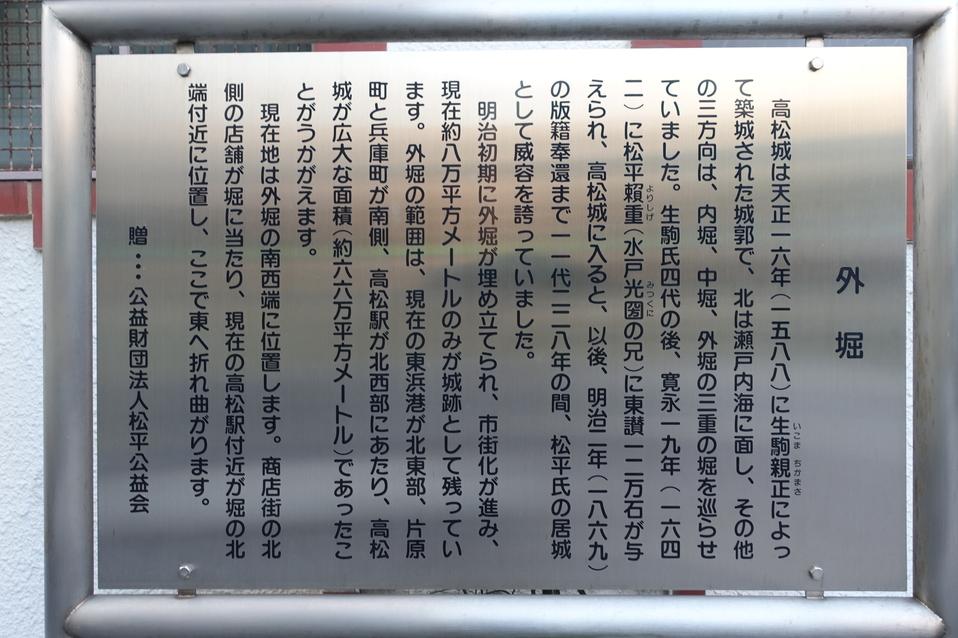 外堀
高松城は天正一六年（一五八八）に生駒親正によっ
て築城された城郭で、北は瀬戸内海に面し、その他
の三方向は、内堀、中堀、外堀の三重の堀を巡らせ
ていました。生駒氏四代の後、寛永一九年（一六四
二）に松平賴重（水戸光圀の兄）に東讃一二万石が与
えられ、高松城に入ると、以後、明治二年（一八六九）
の版籍奉還まで一一代二二八年の間、松平氏の居城
として威容を誇っていました。
明治初期に外堀が埋め立てられ、市街化が進み、
現在約八万平方メートルのみが城跡として残ってい
ます。外堀の範囲は、現在の東浜港が北東部、片原
町と兵庫町が南側、高松駅が北西部にあたり、高松
城が広大な面積（約六六万平方メートル）であったこ
とがうかがえます。
現在地は外堀の南西端に位置します。商店街の北
側の店舗が堀に当たり、現在の高松駅付近が堀の北
端付近に位置し、ここで東へ折れ曲がります。
贈：公益財団法人松平公益会
いこま ちかまさ
よりしげ
みつくに